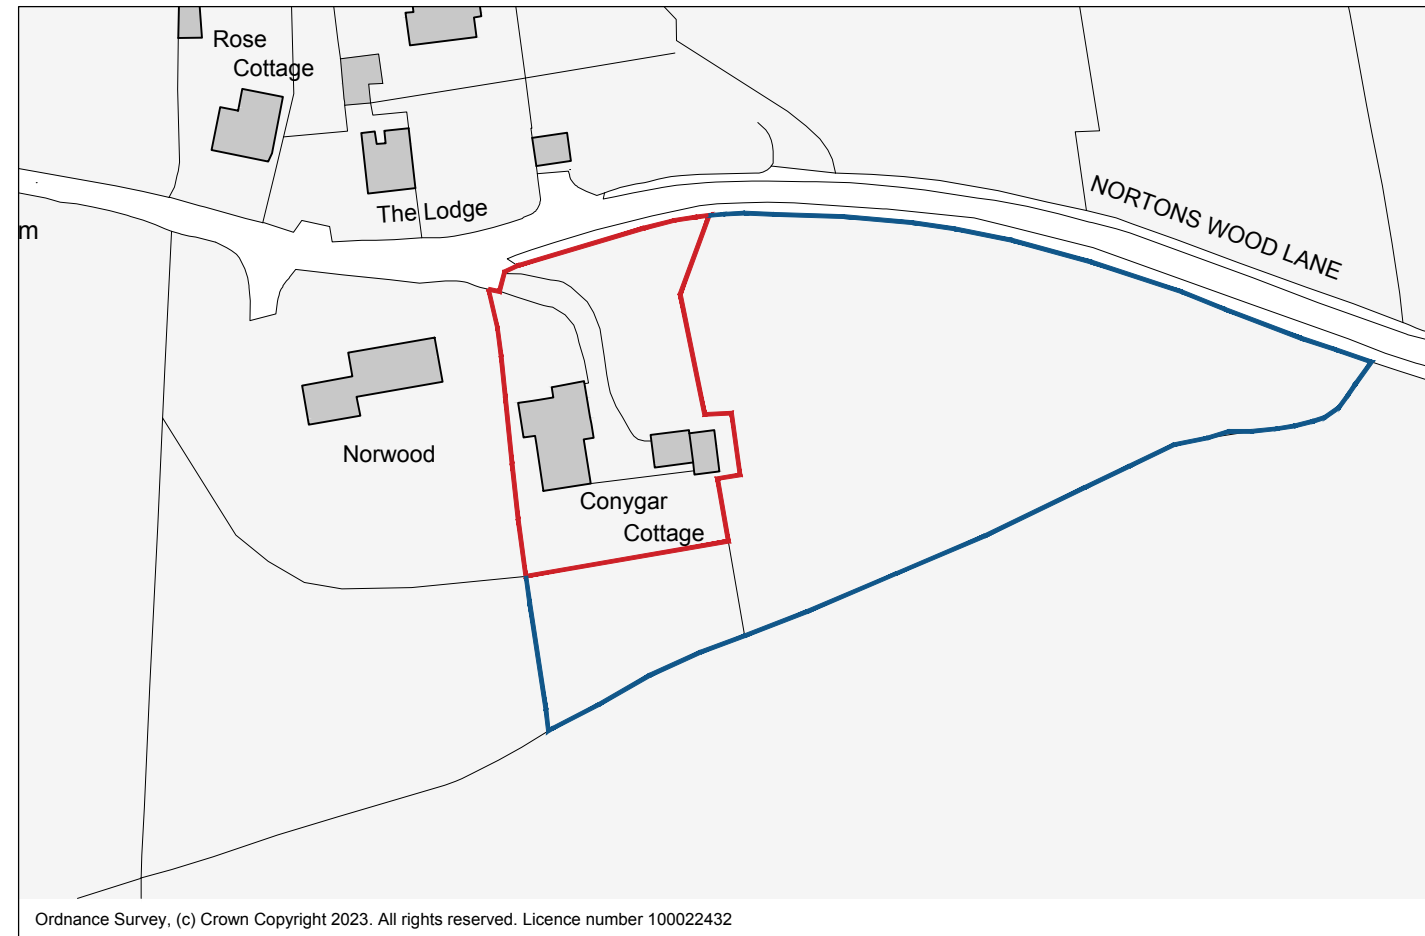 Rose
Cottage
The Lodge
m
NORTONS WOOD LANE
Norwood
Conygar
Cottage
Ordnance Survey, (c) Crown Copyright 2023. All rights reserved. Licence number 100022432